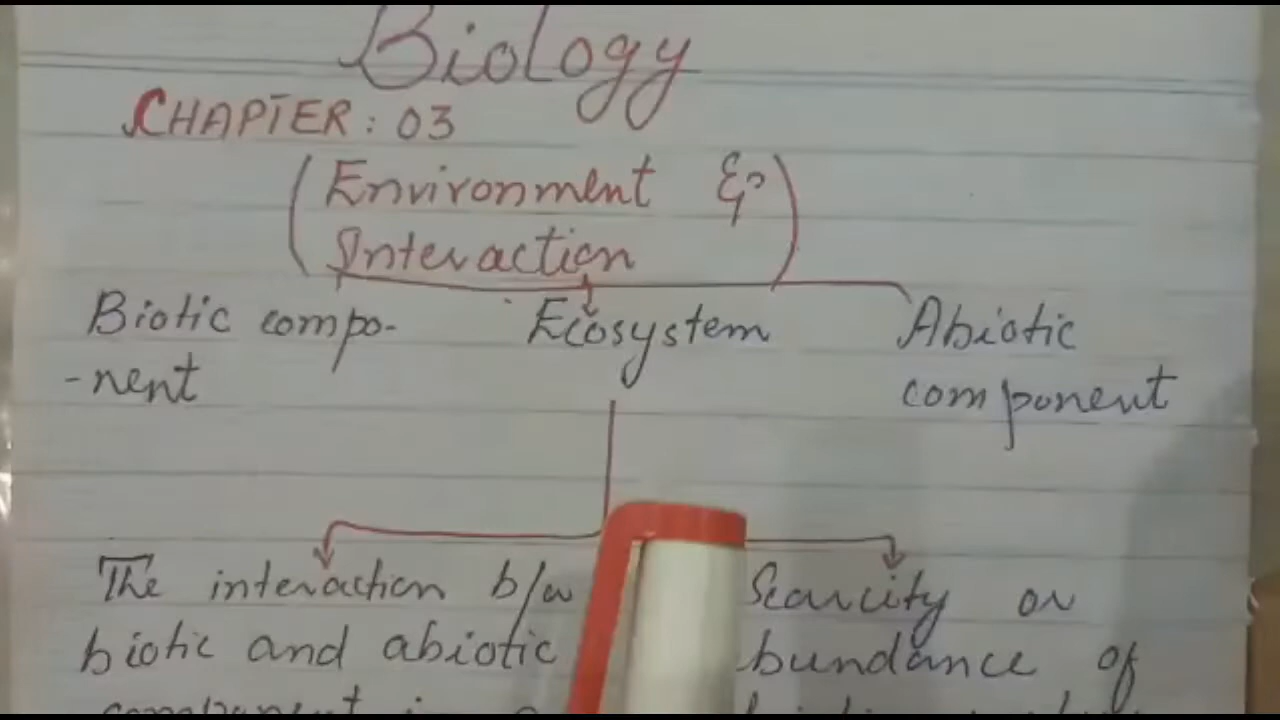 Biology
CHAPTER: 03
(Environment &
Interaction)
Biotic compo-
-nent
Ecosystem
Abiotic
component
The interaction b/w
biotic and abiotic
Scarcity or
bundance of